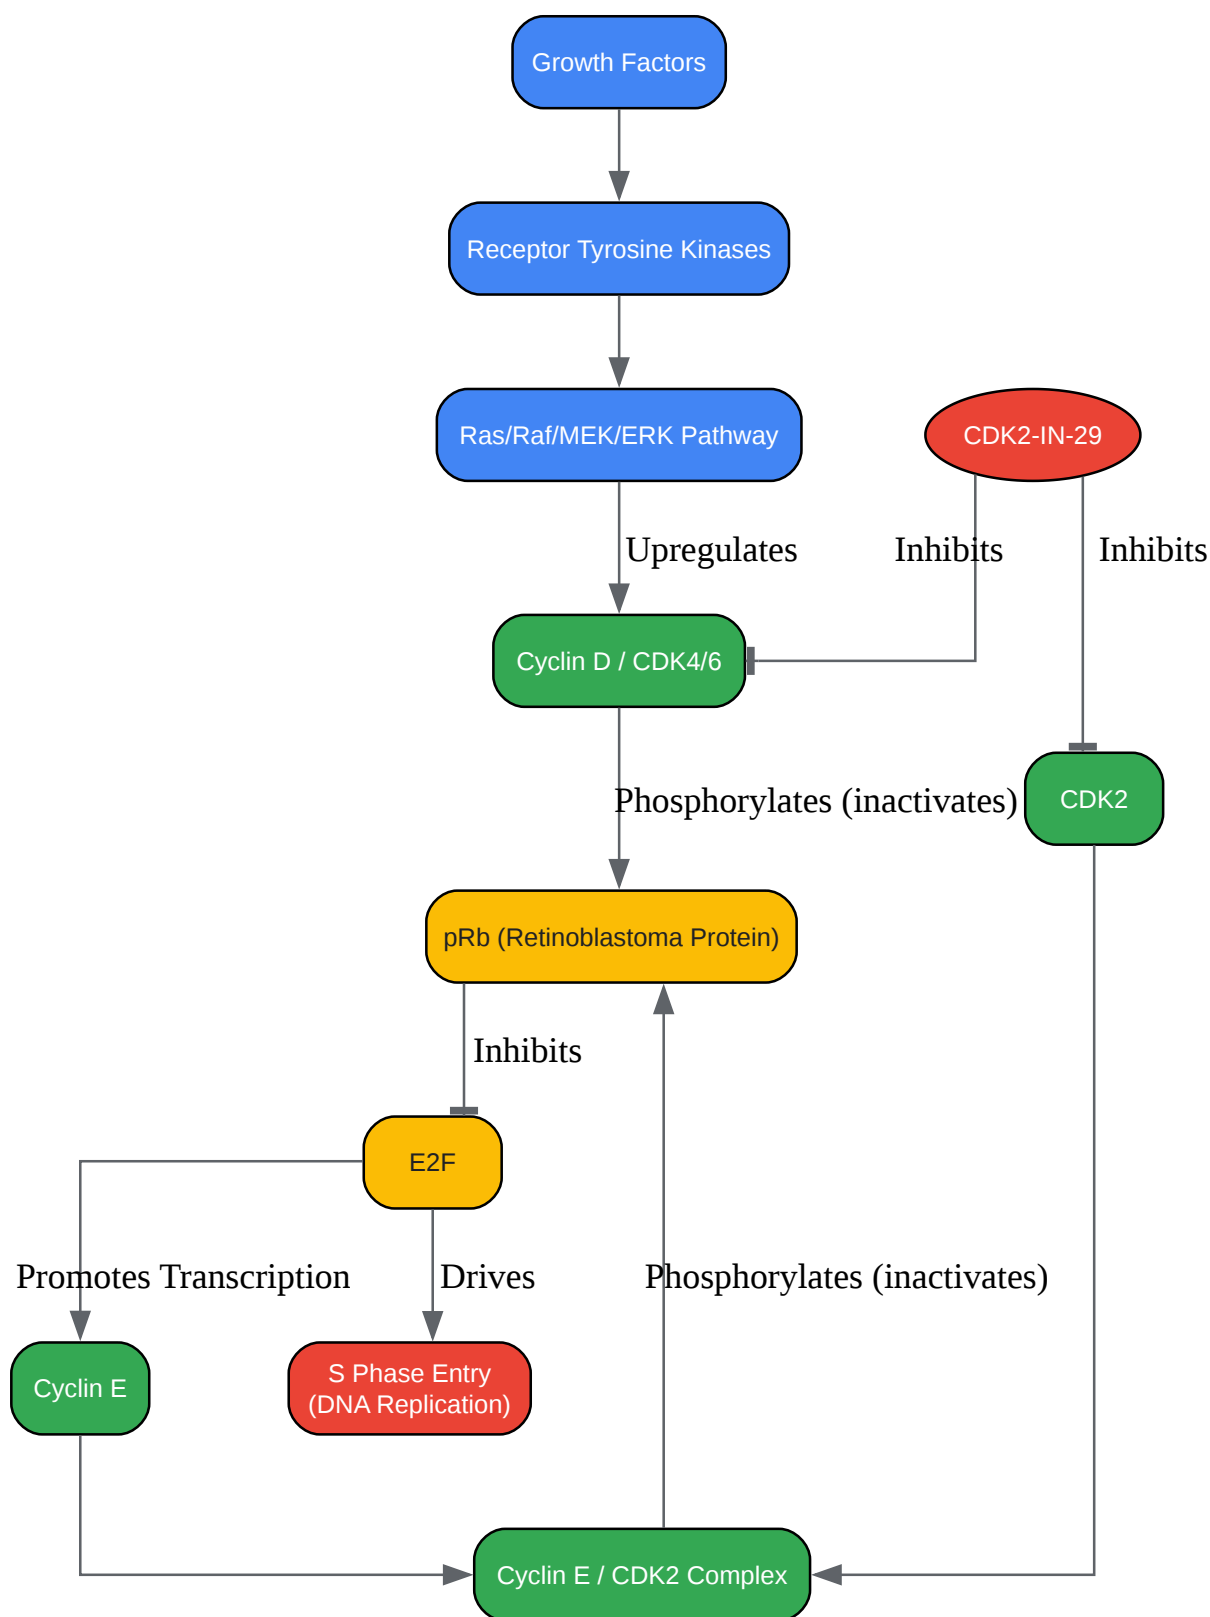 Growth Factors
Receptor Tyrosine Kinases
Ras/Raf/MEK/ERK Pathway
CDK2-IN-29
Upregulates
Inhibits
Inhibits
Cyclin D / CDK4/6
Phosphorylates (inactivates)
CDK2
pRb (Retinoblastoma Protein)
Inhibits
E2F
Promotes Transcription
Drives
Phosphorylates (inactivates)
Cyclin E
S Phase Entry
(DNA Replication)
Cyclin E / CDK2 Complex